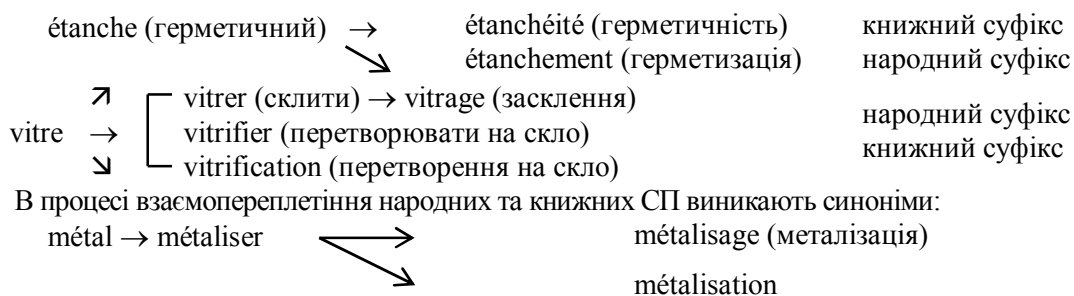 étanche (герметичний) → étanchéité (герметичність) книжний суфікс
étanchement (герметизація) народний суфікс
vitrer (склити) → vitrage (засклення) народний суфікс
vitre → vitrifier (перетворювати на скло) книжний суфікс
vitrification (перетворення на скло)
В процесі взаємопереплетіння народних та книжних СП виникають синоніми:
métal → métaliser métalisage (металізація)
métalisation